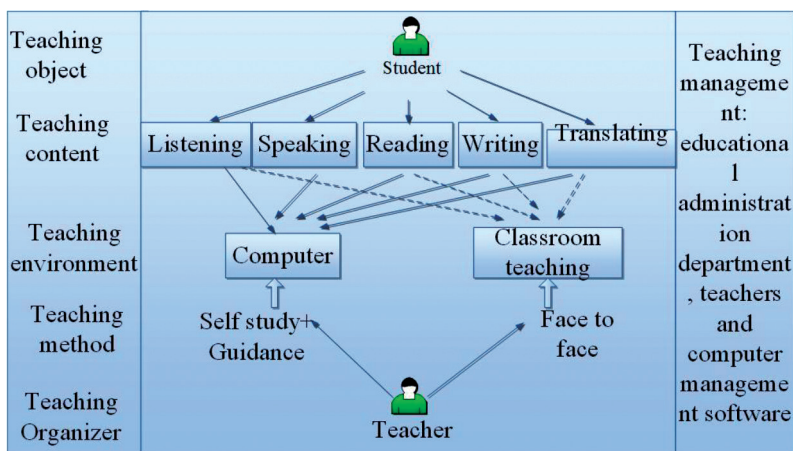 Teaching
object
Student
Teaching
content
Listening
Speaking
Reading
Writing
Translating
Teaching
environment
Computer
Classroom
teaching
Teaching
method
Self study+
Guidance
Face to
face
Teaching
Organizer
Teacher
Teaching
manageme
nt:
educationa
l
administrat
ion
department
, teachers
and
computer
manageme
nt software